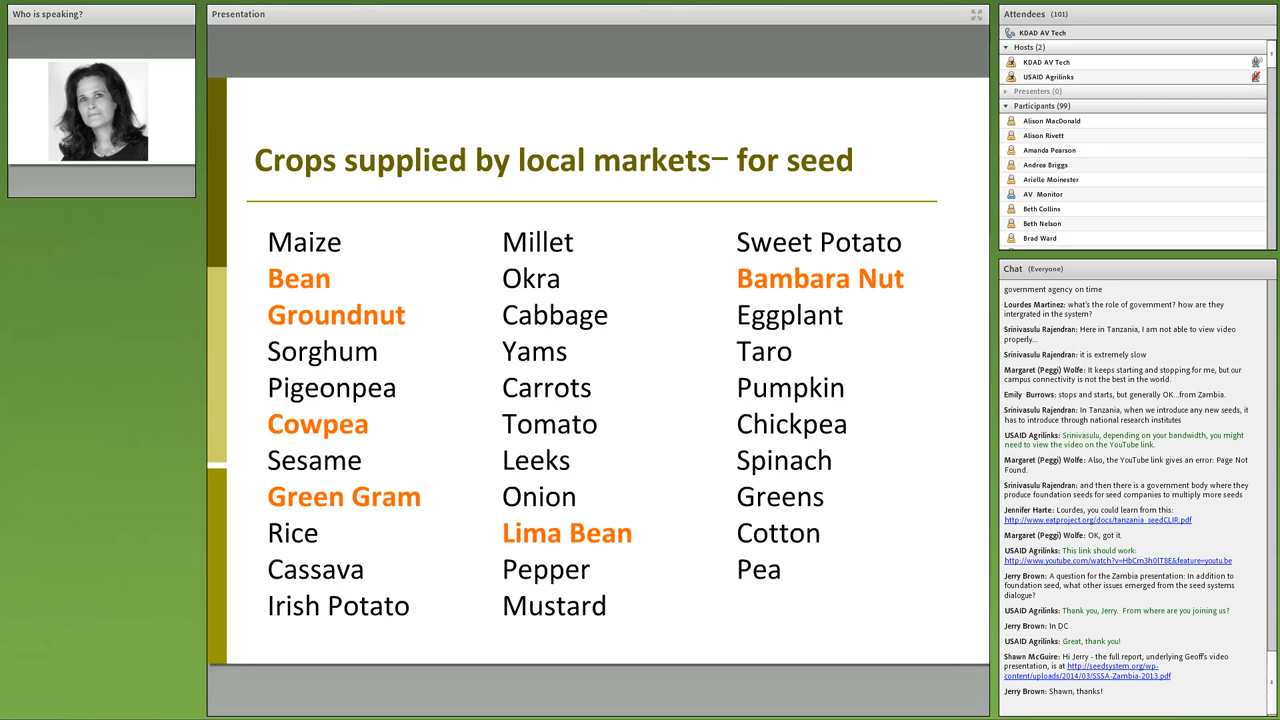 Who is speaking?
Presentation
Crops supplied by local markets– for seed
Maize
Bean
Groundnut
Sorghum
Pigeonpea
Cowpea
Sesame
Green Gram
Rice
Cassava
Irish Potato
Millet
Okra
Cabbage
Yams
Carrots
Tomato
Leeks
Onion
Lima Bean
Pepper
Mustard
Sweet Potato
Bambara Nut
Eggplant
Taro
Pumpkin
Chickpea
Spinach
Greens
Cotton
Pea
Attendees (101)
KDAD AV Tech
Hosts (2)
KDAD AV Tech
USAID Agrilinks
Presenters (0)
Participants (99)
Alison MacDonald
Alison Rivett
Amanda Pearson
Andrea Briggs
Arielle Moinester
AV Monitor
Beth Collins
Beth Nelson
Brad Ward
Chat (Everyone)
government agency on time
Lourdes Martinez: what's the role of government? how are they
intergrated in the system?
Srinivasulu Rajendran: Here in Tanzania, I am not able to view video
properly...
Srinivasulu Rajendran: it is extremely slow
Margaret (Peggi) Wolfe: It keeps starting and stopping for me, but our
campus connectivity is not the best in the world.
Emily Burrows: stops and starts, but generally OK...from Zambia.
Srinivasulu Rajendran: In Tanzania, when we introduce any new seeds, it
has to introduce through national research institutes
USAID Agrilinks: Srinivasulu, depending on your bandwidth, you might
need to view the video on the YouTube link.
Margaret (Peggi) Wolfe: Also, the YouTube link gives an error: Page Not
Found.
Srinivasulu Rajendran: and then there is a government body where they
produce foundation seeds for seed companies to multiply more seeds
Jennifer Harte: Lourdes, you could learn from this:
http://www.eatproject.org/docs/tanzania_seedCLIR.pdf
Margaret (Peggi) Wolfe: OK, got it.
USAID Agrilinks: This link should work:
http://www.youtube.com/watch?v=HbCm3h0lT8E&feature=youtu.be
Jerry Brown: A question for the Zambia presentation: In addition to
foundation seed, what other issues emerged from the seed systems
dialogue?
USAID Agrilinks: Thank you, Jerry. From where are you joining us?
Jerry Brown: In DC
USAID Agrilinks: Great, thank you!
Shawn McGuire: Hi Jerry - the full report, underlying Geoff's video
presentation, is at http://seedsystem.org/wp-
content/uploads/2014/03/SSSA-Zambia-2013.pdf
Jerry Brown: Shawn, thanks!